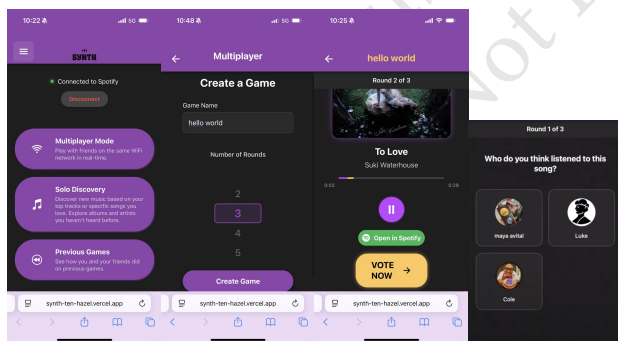 10:22
50
SYNTH
Connected to Spotify
Disconnect
Multiplayer Mode
Play with friends on the same WiFi
network in real-time.
Solo Discovery
Discover new music based on your
top tracks or specific songs you
love. Explore albums and artists
you haven't heard before.
Previous Games
See how you and your friends did
on previous games
synth-ten-hazel.vercel.app
10:48
50
Multiplayer
Create a Game
Game Name
hello world
Number of Rounds
2
3
4
5
Create Game
synth-ten-hazel.vercel.app
10:25
hello world
Round 2 of 3
To Love
Suki Waterhouse
Open in Spotify
VOTE
NOW
synth-ten-hazel.vercel.app
Round 1 of 3
Who do you think listened to this
song?
maya avital
Luke
Cole
Not